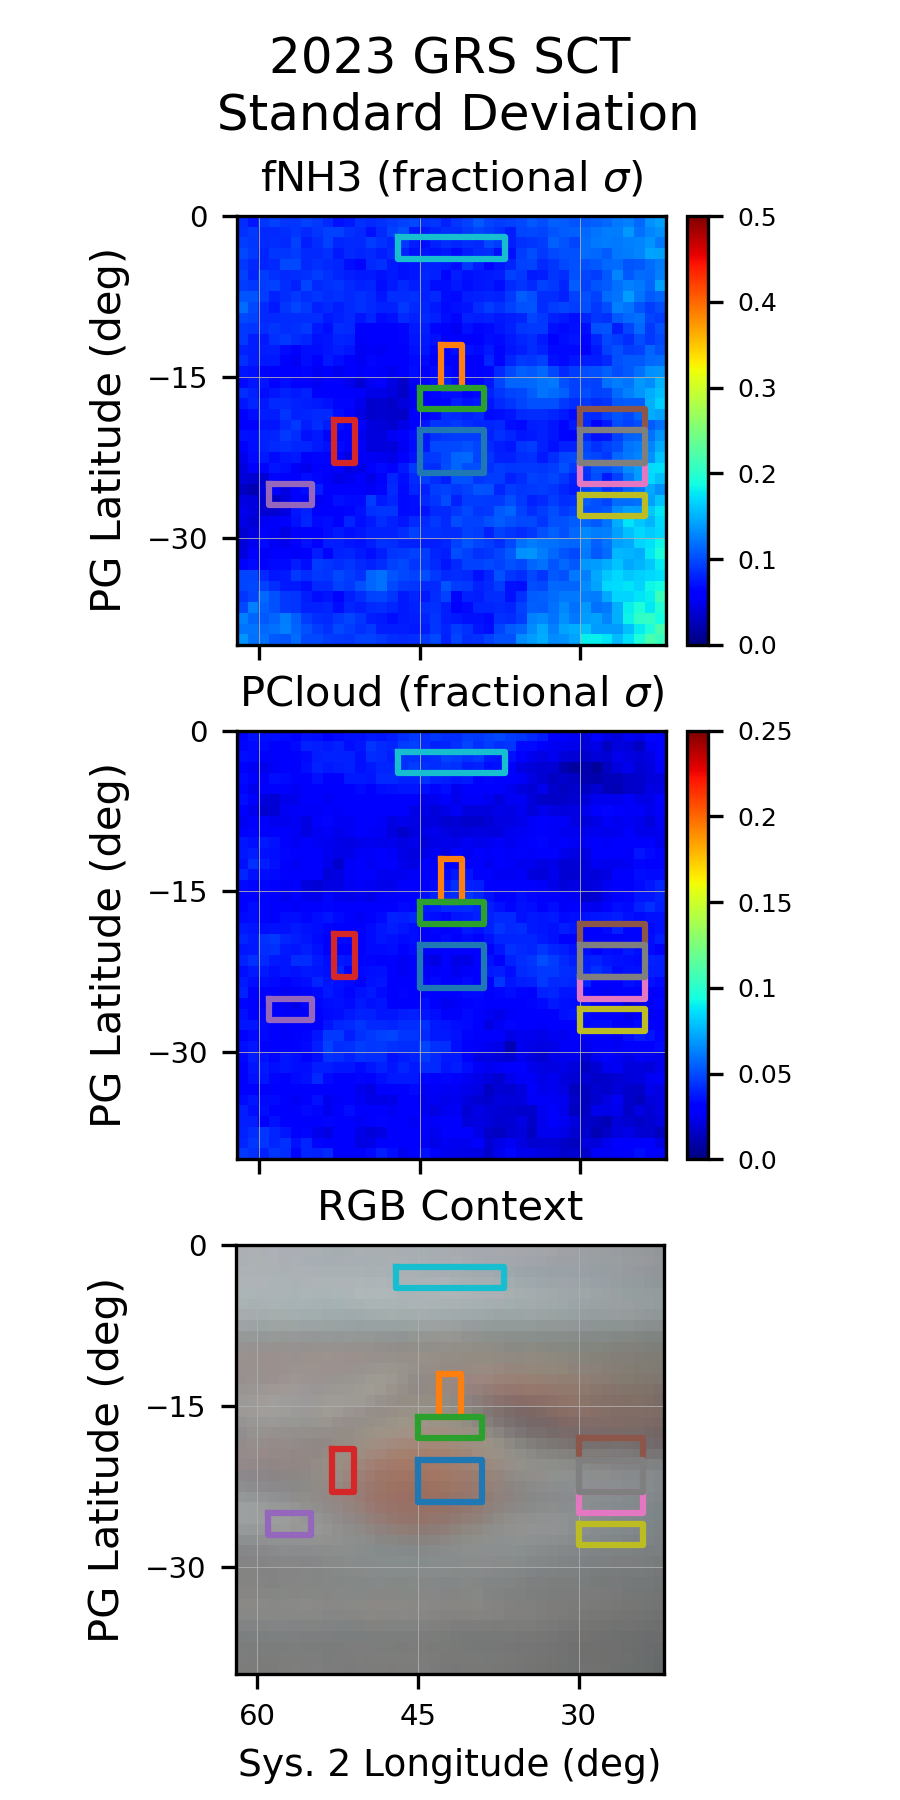 2023 GRS SCT
Standard Deviation
fNH3 (fractional σ)
PG Latitude (deg)
0
−15
−30
0.5
0.4
0.3
0.2
0.1
0.0
PCloud (fractional σ)
PG Latitude (deg)
0
−15
−30
0.25
0.2
0.15
0.1
0.05
0.0
RGB Context
PG Latitude (deg)
0
−15
−30
60 45 30
Sys. 2 Longitude (deg)